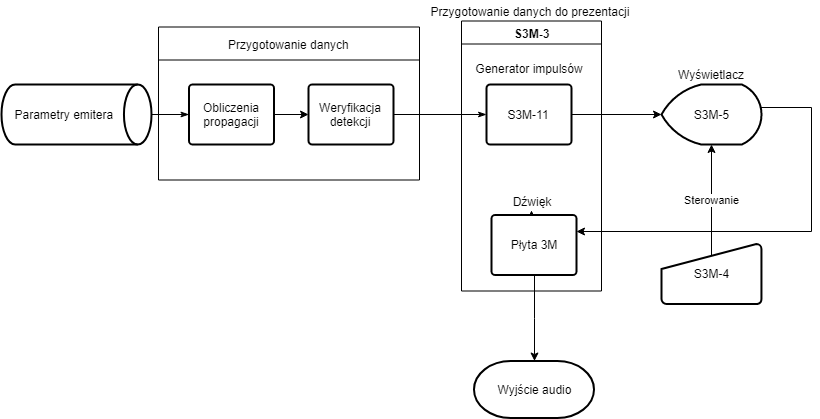 Przygotowanie danych do prezentacji
S3M-3
Przygotowanie danych
Generator impulsów
Wyświetlacz
Parametry emitera
Obliczenia
propagacji
Weryfikacja
detekcji
S3M-11
S3M-5
Dźwięk
Sterowanie
Płyta 3M
S3M-4
Wyjście audio